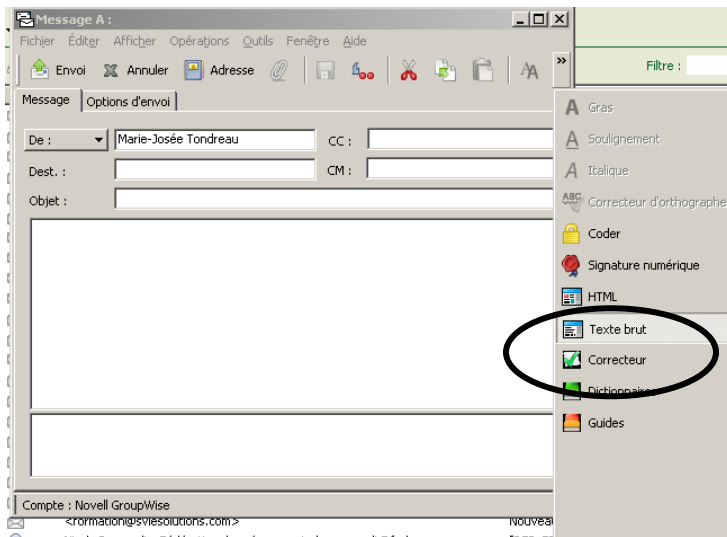 Message A :
Fichier Éditer Afficher Opérations Outils Fenêtre Aide
Envoi Annuler Adresse »
Filtre :
Message Options d'envoi
De : Marie-Josée Tondreau CC :
Dest. : CM :
Objet :
A Gras
A Soulignement
A Italique
ABC Correcteur d'orthographe
Coder
Signature numérique
HTML
Texte brut
Correcteur
Dictionnaires
Guides
Compte : Novell GroupWise
<formation@sviesolutions.com> Nouvea